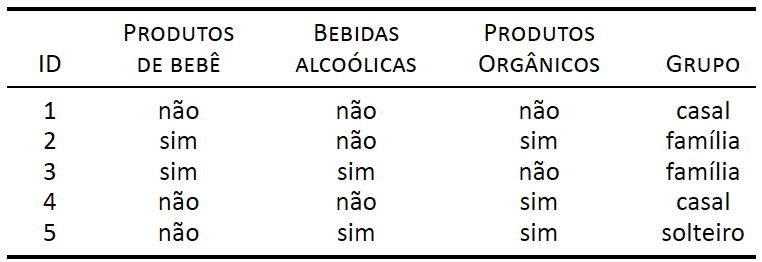 PRODUTOS BEBIDAS PRODUTOS
ID DE BEBÊ ALCOÓLICAS ORGÂNICOS GRUPO
1 não não não casal
2 sim não sim família
3 sim sim não família
4 não não sim casal
5 não sim sim solteiro